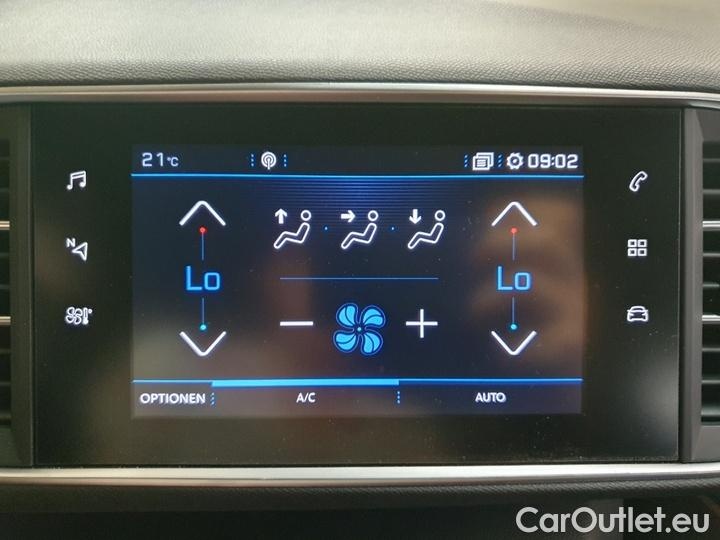 21°C 09:02
N
Lo Lo
OPTIONEN A/C AUTO
CarOutlet.eu